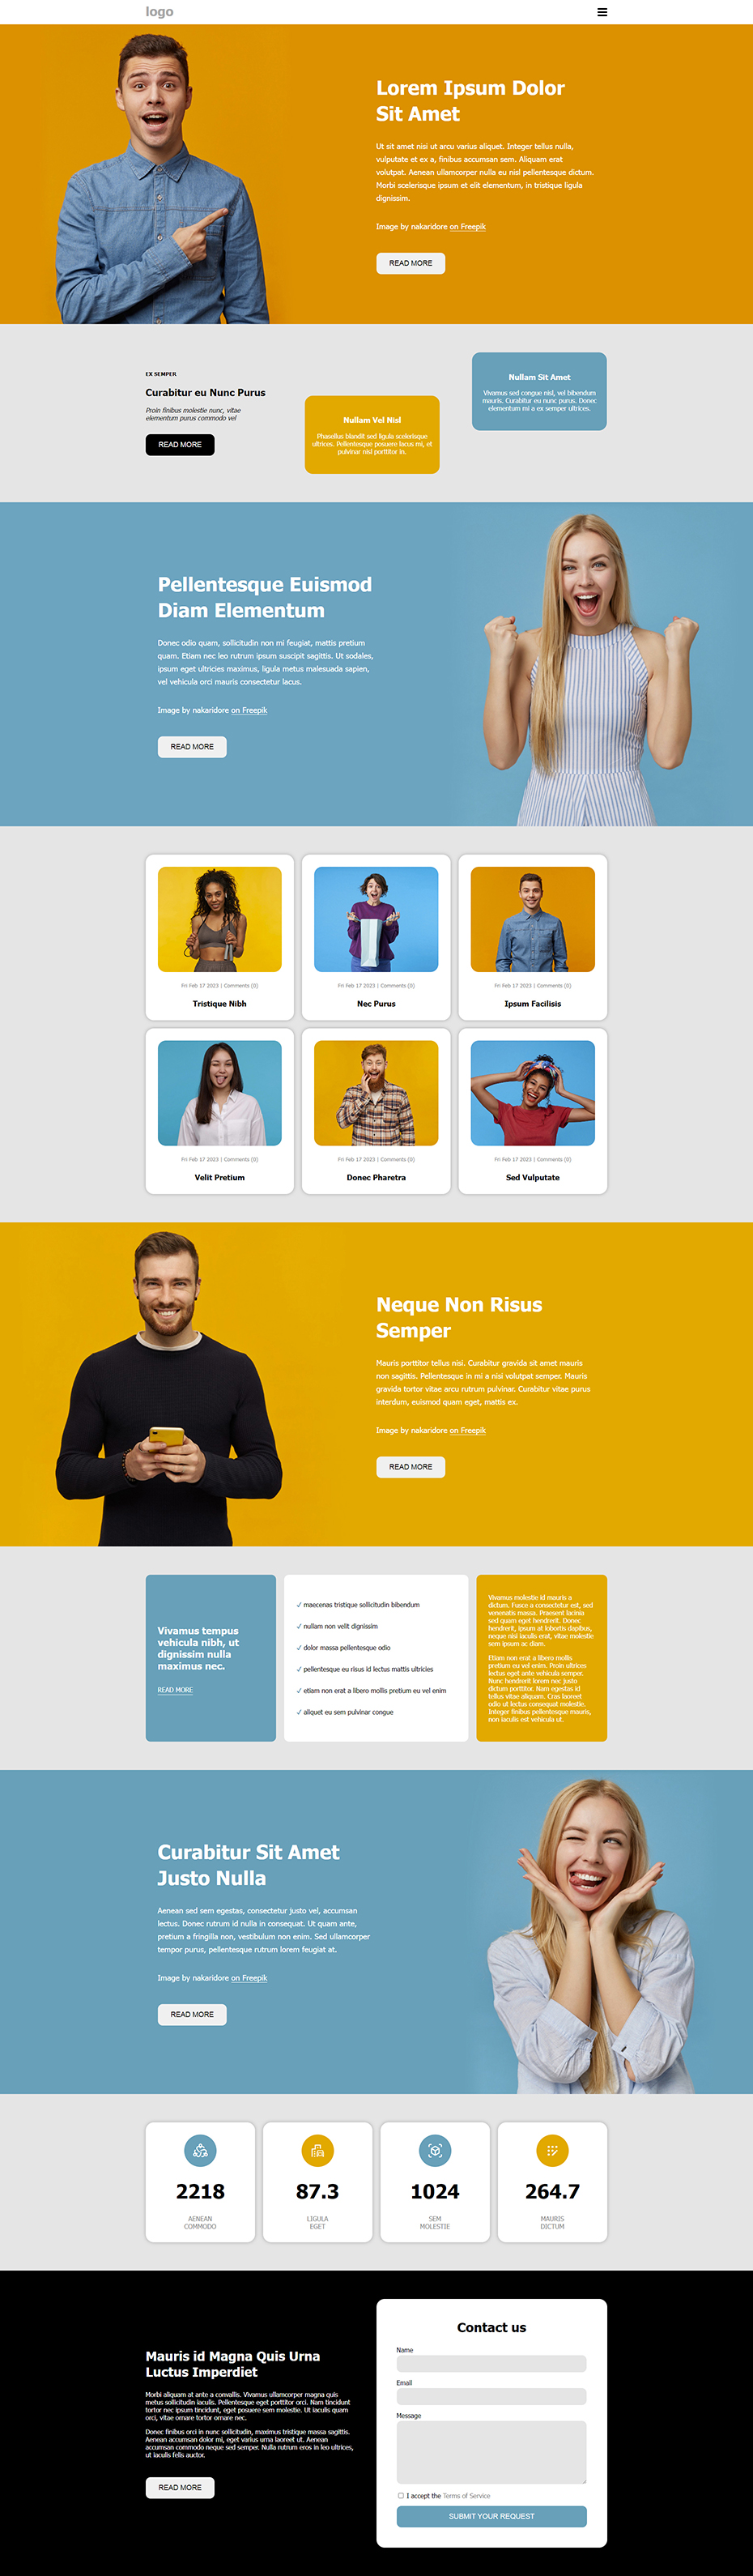 logo
Lorem Ipsum Dolor
Sit Amet
Ut sit amet nisi ut arcu varius aliquet. Integer tellus nulla,
vulputate et ex a, finibus accumsan sem. Aliquam erat
volutpat. Aenean ullamcorper nulla eu nisl pellentesque dictum.
Morbi scelerisque ipsum et elit elementum, in tristique ligula
dignissim.
Image by nakaridore on Freepik
READ MORE
EX SEMPER
Curabitur eu Nunc Purus
Proin finibus molestie nunc, vitae
elementum purus commodo vel
READ MORE
Nullam Vel Nisl
Phasellus blandit sed ligula scelerisque
ultrices. Pellentesque posuere lacus mi, et
pulvinar nisl porttitor in.
Nullam Sit Amet
Vivamus sed congue nisl, vel bibendum
mauris. Curabitur eu nunc purus. Donec
elementum mi a ex semper ultrices.
Pellentesque Euismod
Diam Elementum
Donec odio quam, sollicitudin non mi feugiat, mattis pretium
quam. Etiam nec leo rutrum ipsum suscipit sagittis. Ut sodales,
ipsum eget ultricies maximus, ligula metus malesuada sapien,
vel vehicula orci mauris consectetur lacus.
Image by nakaridore on Freepik
READ MORE
Fri Feb 17 2023 | Comments (0)
Tristique Nibh
Fri Feb 17 2023 | Comments (0)
Nec Purus
Fri Feb 17 2023 | Comments (0)
Ipsum Facilisis
Fri Feb 17 2023 | Comments (0)
Velit Pretium
Fri Feb 17 2023 | Comments (0)
Donec Pharetra
Fri Feb 17 2023 | Comments (0)
Sed Vulputate
Neque Non Risus
Semper
Mauris porttitor tellus nisi. Curabitur gravida sit amet mauris
non sagittis. Pellentesque in mi a nisi volutpat semper. Mauris
gravida tortor vitae arcu rutrum pulvinar. Curabitur vitae purus
interdum, euismod quam eget, mattis ex.
Image by nakaridore on Freepik
READ MORE
Vivamus tempus
vehicula nibh, ut
dignissim nulla
maximus nec.
READ MORE
✓ maecenas tristique sollicitudin bibendum
✓ nullam non velit dignissim
✓ dolor massa pellentesque odio
✓ pellentesque eu risus id lectus mattis ultricies
✓ etiam non erat a libero mollis pretium eu vel enim
✓ aliquet eu sem pulvinar congue
Vivamus molestie id mauris a
dictum. Fusce a consectetur est, sed
venenatis massa. Praesent lacinia
sed quam eget hendrerit. Donec
hendrerit, ipsum at lobortis dapibus,
neque nisi iaculis erat, vitae molestie
sem ipsum ac diam.
Etiam non erat a libero mollis
pretium eu vel enim. Proin ultrices
lectus eget ante vehicula semper.
Nunc hendrerit lorem nec justo
dictum porttitor. Nam egestas id
tellus vitae aliquam. Cras laoreet
odio ut lectus consequat molestie.
Integer finibus pellentesque mauris,
non iaculis est vehicula ut.
Curabitur Sit Amet
Justo Nulla
Aenean sed sem egestas, consectetur justo vel, accumsan
lectus. Donec rutrum id nulla in consequat. Ut quam ante,
pretium a fringilla non, vestibulum non enim. Sed ullamcorper
tempor purus, pellentesque rutrum lorem feugiat at.
Image by nakaridore on Freepik
READ MORE
2218
AENEAN
COMMODO
87.3
LIGULA
EGET
1024
SEM
MOLESTIE
264.7
MAURIS
DICTUM
Mauris id Magna Quis Urna
Luctus Imperdiet
Morbi aliquam at ante a convallis. Vivamus ullamcorper magna quis
metus sollicitudin iaculis. Pellentesque eget porttitor orci. Nam tincidunt
tortor nec ipsum tincidunt, eget posuere sem molestie. Ut iaculis quam
orci, vitae ornare tortor ornare nec.
Donec finibus orci in nunc sollicitudin, maximus tristique massa sagittis.
Aenean accumsan dolor mi, eget varius urna laoreet ut. Aenean
accumsan commodo neque sed semper. Nulla rutrum eros in leo ultrices,
ut iaculis felis auctor.
READ MORE
Contact us
Name
Email
Message
I accept the Terms of Service
SUBMIT YOUR REQUEST